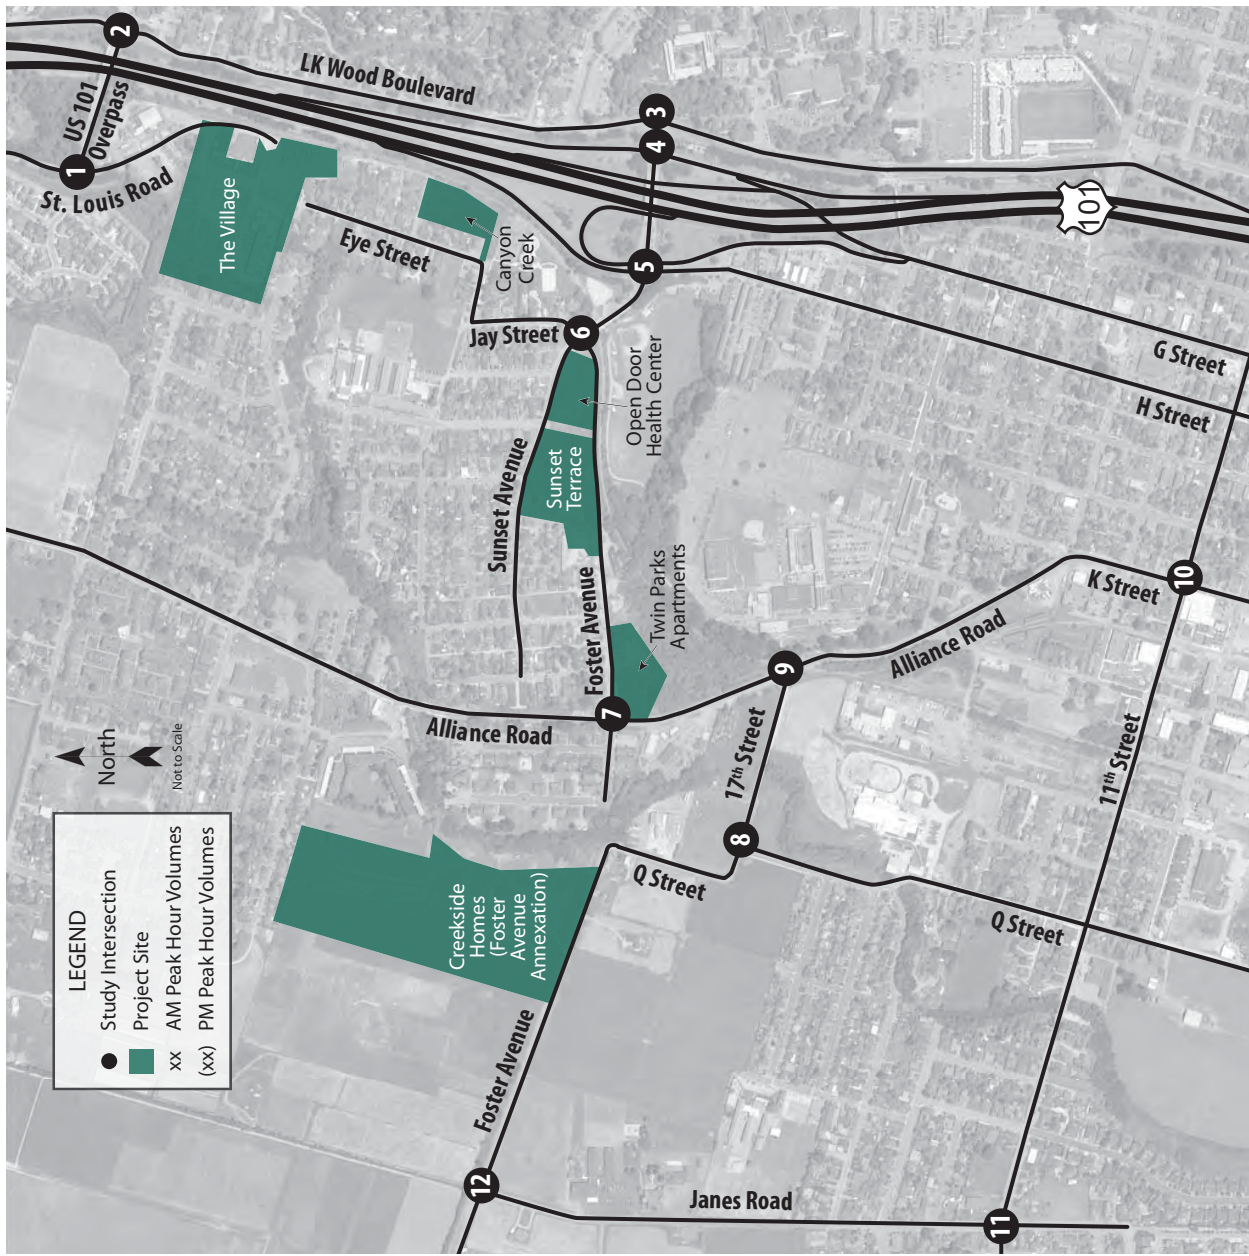 LEGEND
Study Intersection
Project Site
xx AM Peak Hour Volumes
(xx) PM Peak Hour Volumes
North
Not to Scale
1
2
3
4
5
6
7
8
9
10
11
12
US 101
Overpass
LK Wood Boulevard
St. Louis Road
The Village
Eye Street
Canyon
Creek
Jay Street
Open Door
Health Center
Sunset Avenue
Sunset
Terrace
Foster Avenue
Twin Parks
Apartments
Alliance Road
101
G Street
H Street
K Street
Alliance Road
17th Street
11th Street
Q Street
Q Street
Creekside
Homes
(Foster
Avenue
Annexation)
Foster Avenue
Janes Road